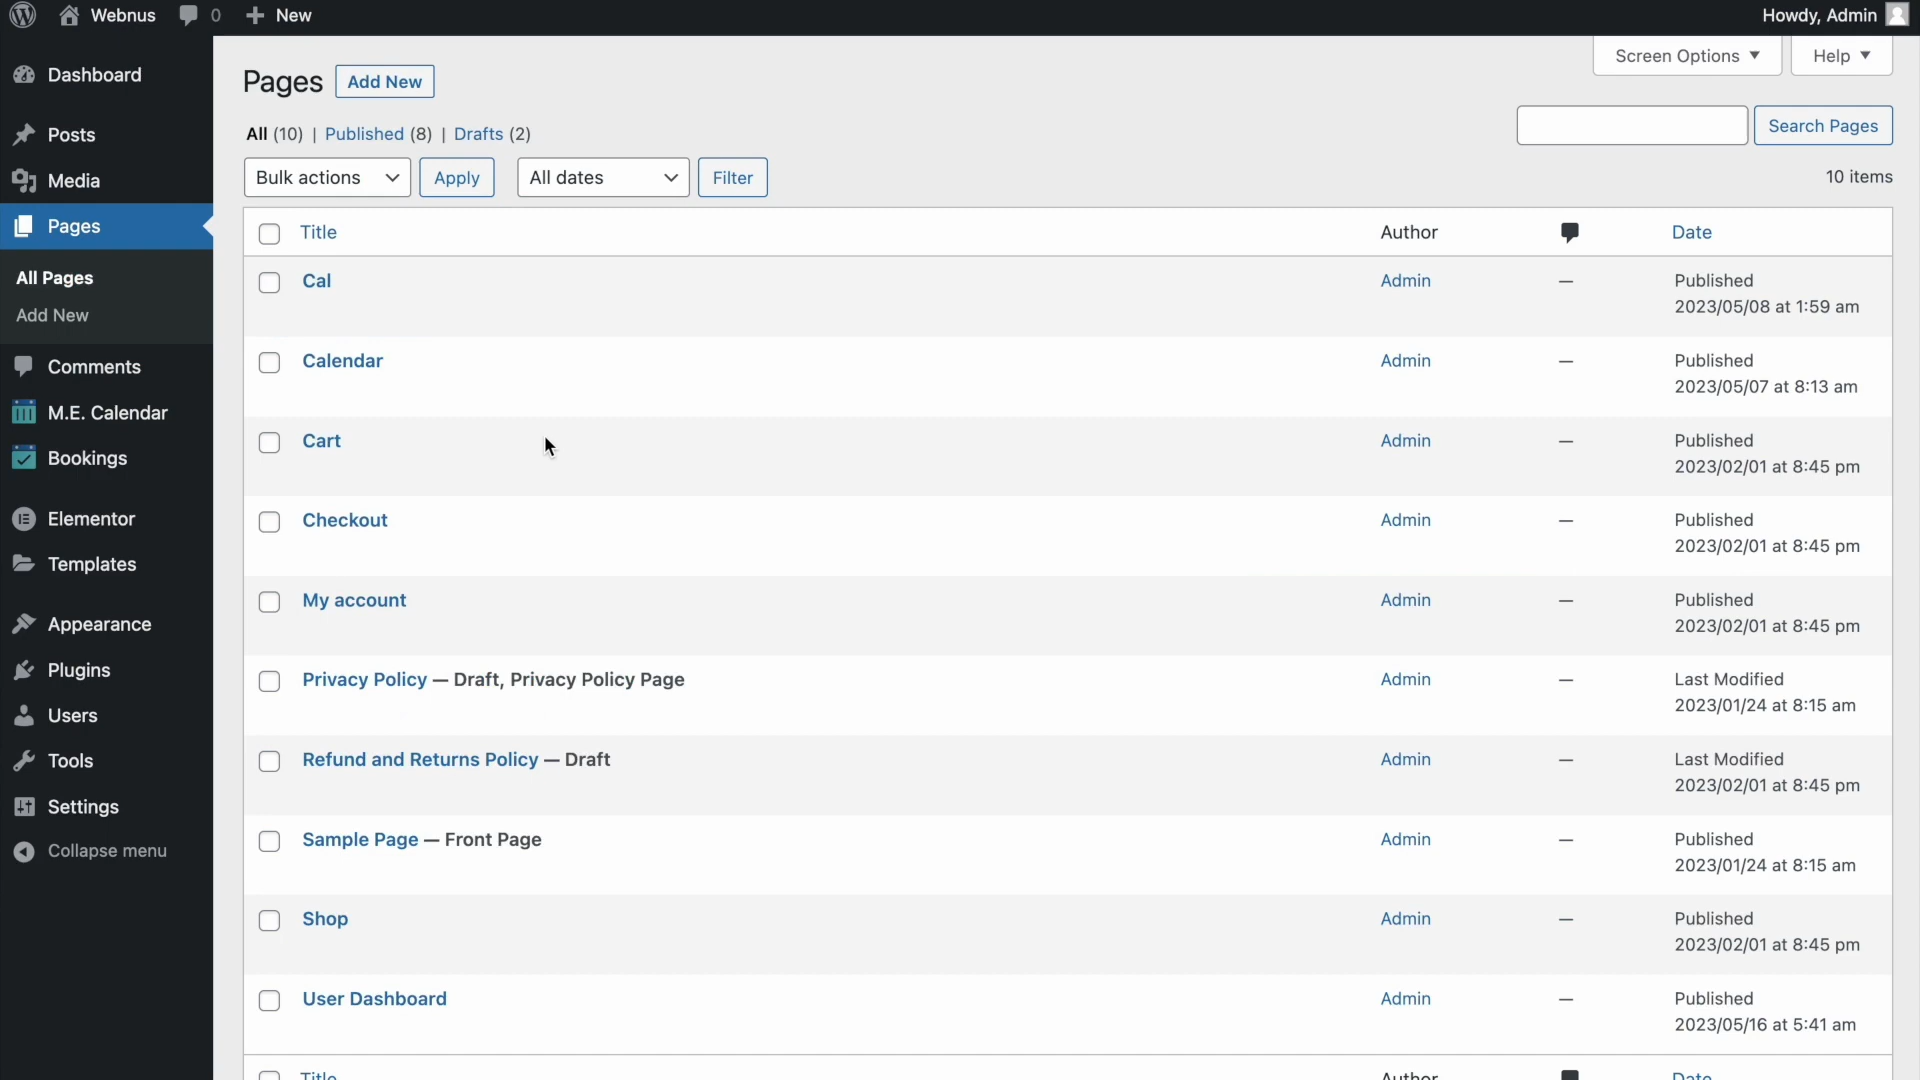 Webnus 0 New Howdy, Admin
Dashboard
Posts
Media
Pages
All Pages
Add New
Comments
M.E. Calendar
Bookings
Elementor
Templates
Appearance
Plugins
Users
Tools
Settings
Collapse menu
Screen Options Help
Pages Add New
All (10) | Published (8) | Drafts (2)
Search Pages
Bulk actions Apply All dates Filter 10 items
Title Author Date
Cal Admin — Published
2023/05/08 at 1:59 am
Calendar Admin — Published
2023/05/07 at 8:13 am
Cart Admin — Published
2023/02/01 at 8:45 pm
Checkout Admin — Published
2023/02/01 at 8:45 pm
My account Admin — Published
2023/02/01 at 8:45 pm
Privacy Policy — Draft, Privacy Policy Page Admin — Last Modified
2023/01/24 at 8:15 am
Refund and Returns Policy — Draft Admin — Last Modified
2023/02/01 at 8:45 pm
Sample Page — Front Page Admin — Published
2023/01/24 at 8:15 am
Shop Admin — Published
2023/02/01 at 8:45 pm
User Dashboard Admin — Published
2023/05/16 at 5:41 am
Title Author Date